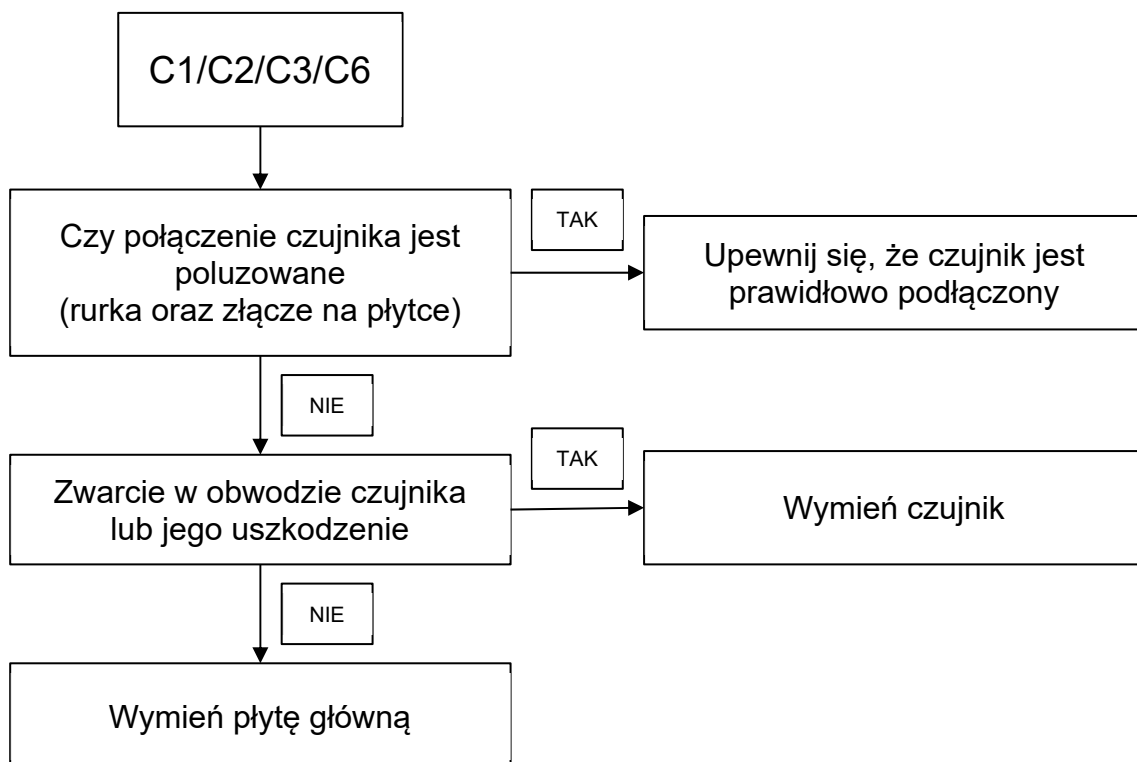 C1/C2/C3/C6
Czy połączenie czujnika jest
poluzowane
(rurka oraz złącze na płytce)
TAK
Upewnij się, że czujnik jest
prawidłowo podłączony
NIE
Zwarcie w obwodzie czujnika
lub jego uszkodzenie
TAK
Wymień czujnik
NIE
Wymień płytę główną